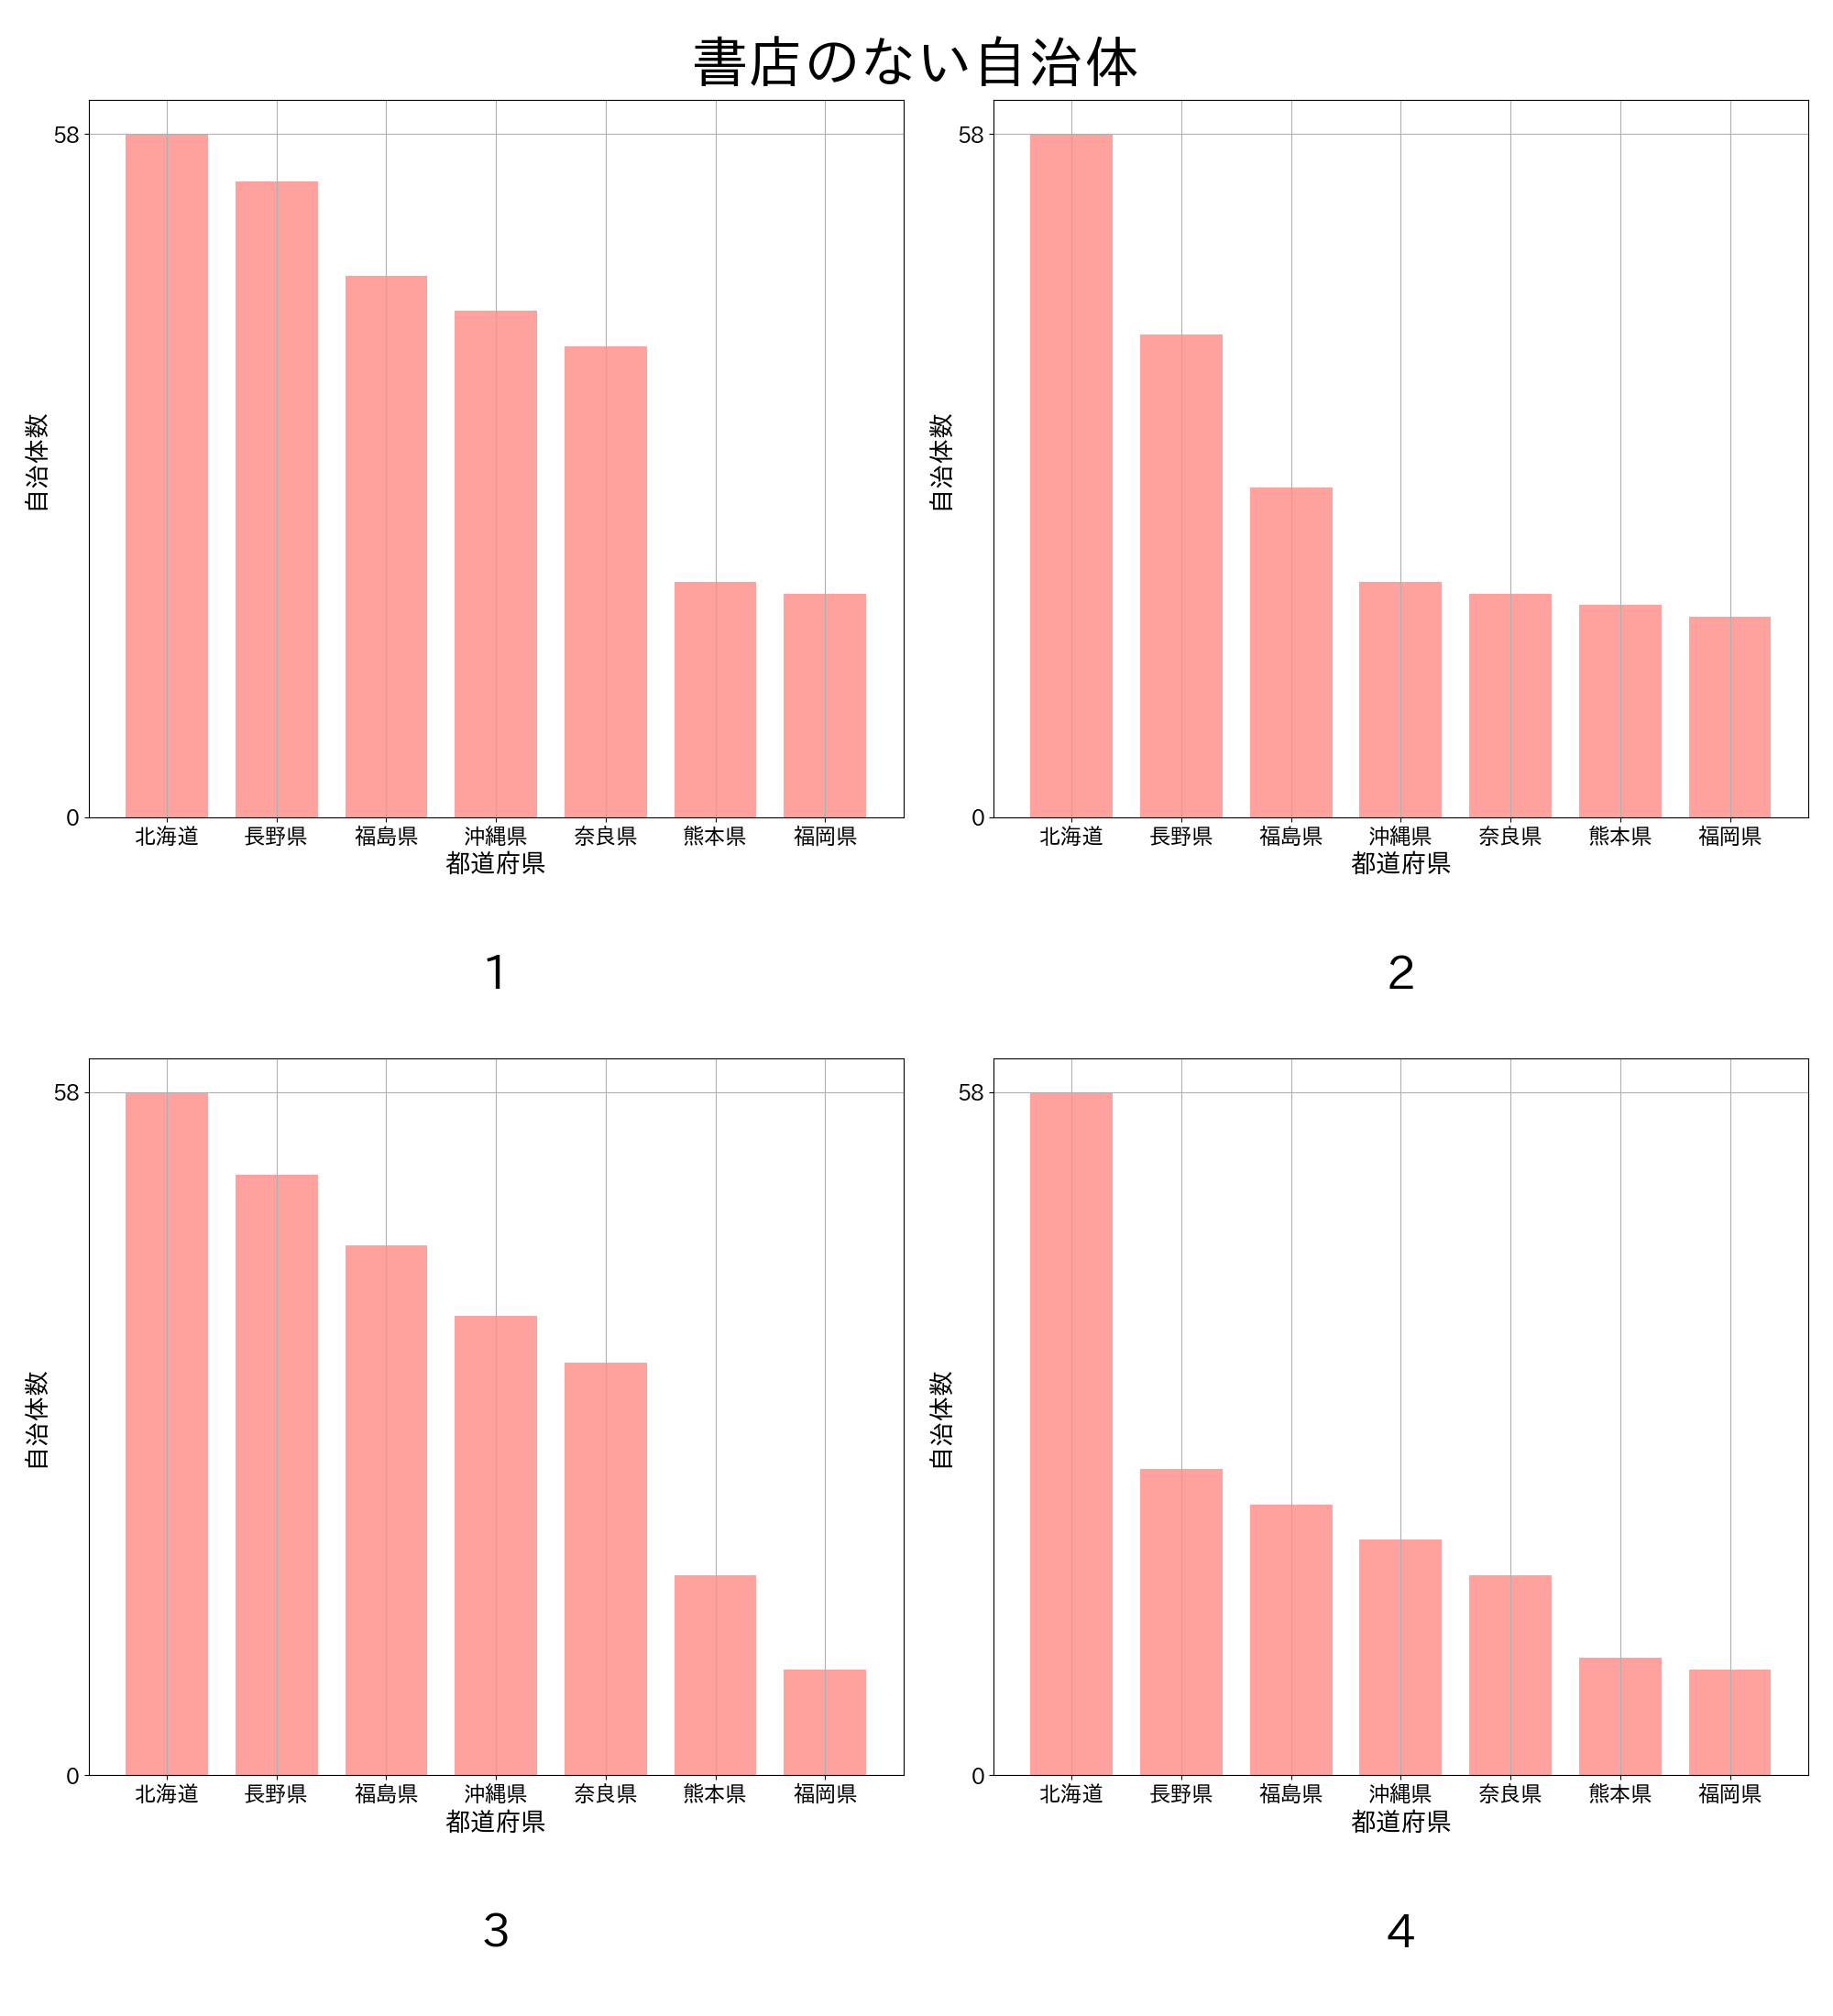 書店のない自治体
58
0
自治体数
北海道 長野県 福島県 沖縄県 奈良県 熊本県 福岡県
都道府県
1
58
0
自治体数
北海道 長野県 福島県 沖縄県 奈良県 熊本県 福岡県
都道府県
2
58
0
自治体数
北海道 長野県 福島県 沖縄県 奈良県 熊本県 福岡県
都道府県
3
58
0
自治体数
北海道 長野県 福島県 沖縄県 奈良県 熊本県 福岡県
都道府県
4